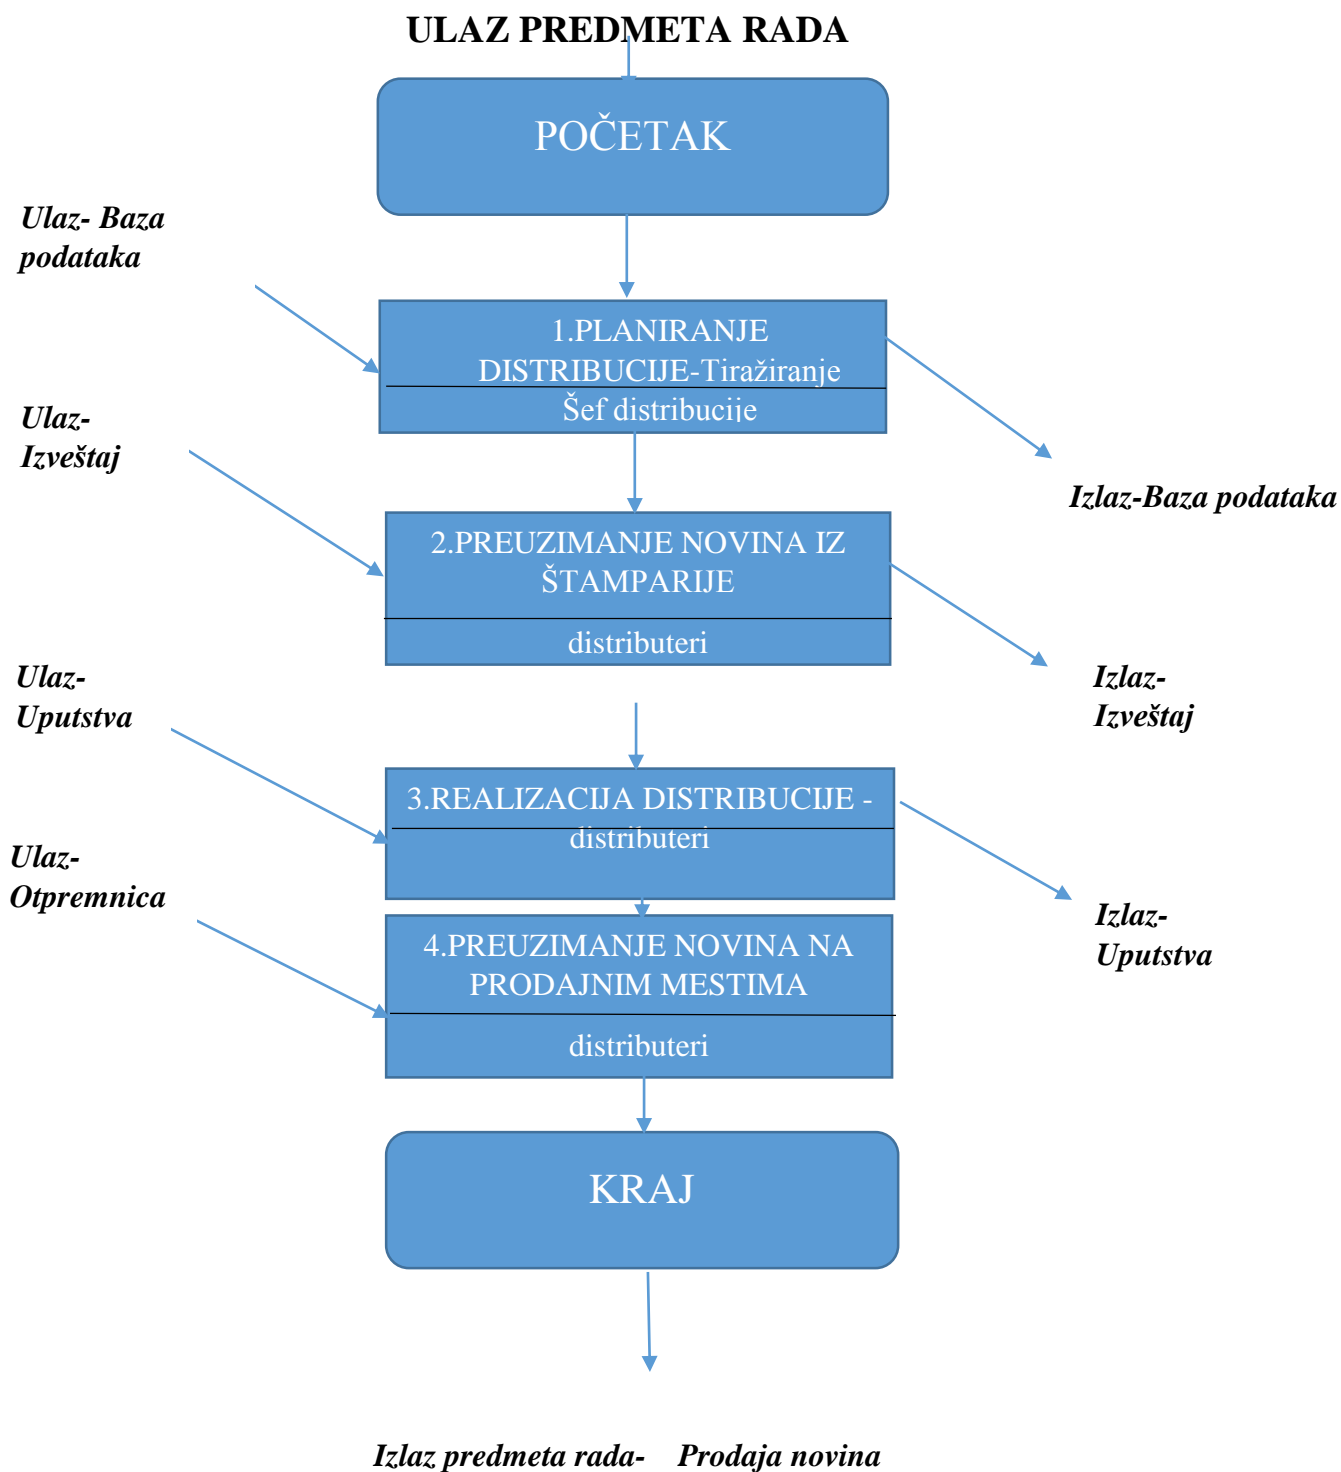 ULAZ PREDMETA RADA
POČETAK
Ulaz- Baza
podataka
1.PLANIRANJE
DISTRIBUCIJE-Tiražiranje
Šef distribucije
Ulaz-
Izveštaj
Izlaz-Baza podataka
2.PREUZIMANJE NOVINA IZ
ŠTAMPARIJE
distributeri
Ulaz-
Uputstva
Izlaz-
Izveštaj
3.REALIZACIJA DISTRIBUCIJE -
distributeri
Ulaz-
Otpremnica
Izlaz-
Uputstva
4.PREUZIMANJE NOVINA NA
PRODAJNIM MESTIMA
distributeri
KRAJ
Izlaz predmeta rada- Prodaja novina